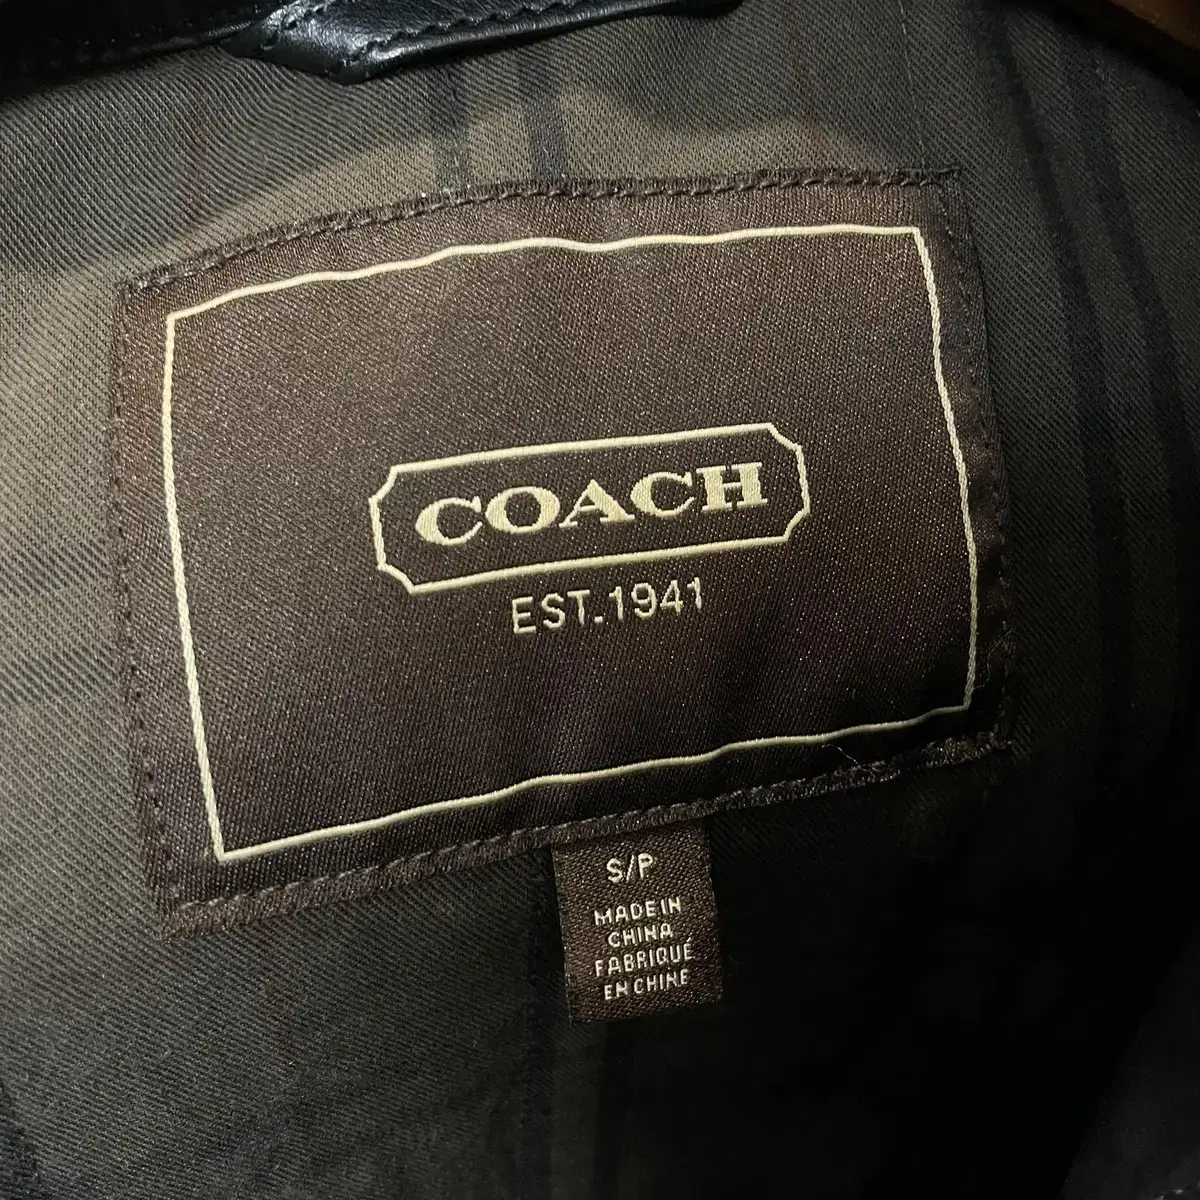 COACH
EST.1941
S/P
MADE IN
CHINA
FABRIQUÉ
EN CHINE